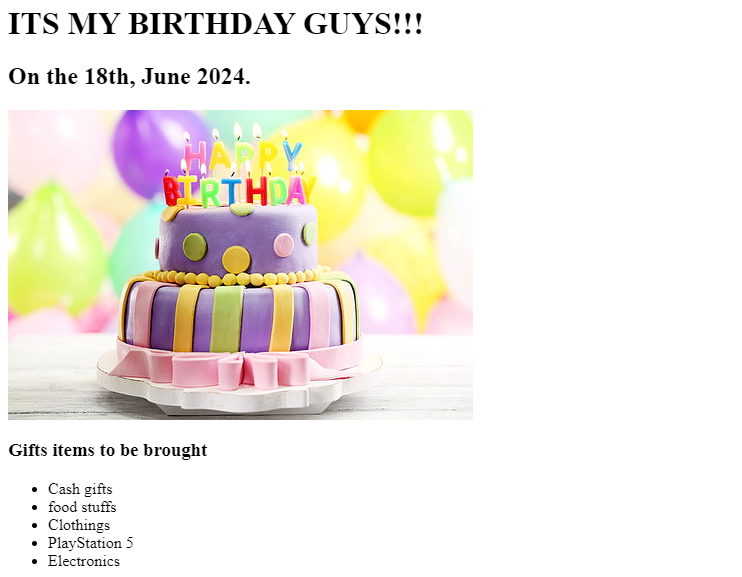 ITS MY BIRTHDAY GUYS!!!
On the 18th, June 2024.
HAPPY
BIRTHDAY
Gifts items to be brought
Cash gifts
food stuffs
Clothings
PlayStation 5
Electronics